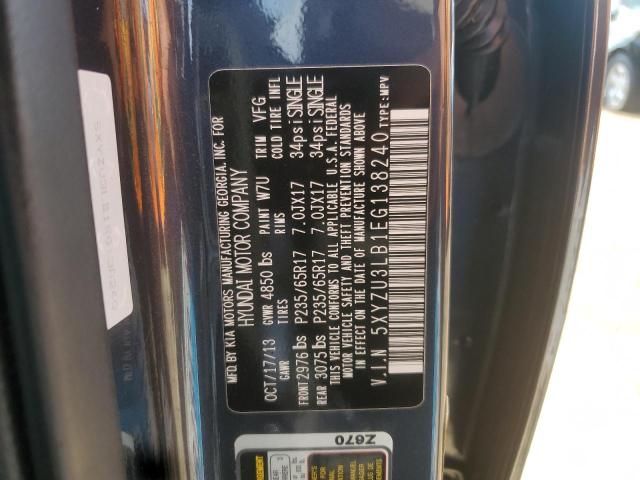 MFD BY KIA MOTORS MANUFACTURING GEORGIA, INC. FOR
HYUNDAI MOTOR COMPANY
OCT/17/13 GVWR 4850 lbs PAINT W7U TRIM VFG
GAWR TIRES RIMS COLD TIRE INFL
FRONT 2976 lbs P235/65R17 7.0JX17 34psi SINGLE
REAR 3075 lbs P235/65R17 7.0JX17 34psi SINGLE
THIS VEHICLE CONFORMS TO ALL APPLICABLE U.S.A. FEDERAL
MOTOR VEHICLE SAFETY AND THEFT PREVENTION STANDARDS
IN EFFECT ON THE DATE OF MANUFACTURE SHOWN ABOVE
V.I.N 5XYZU3LB1EG138240 TYPE:MPV
Z670